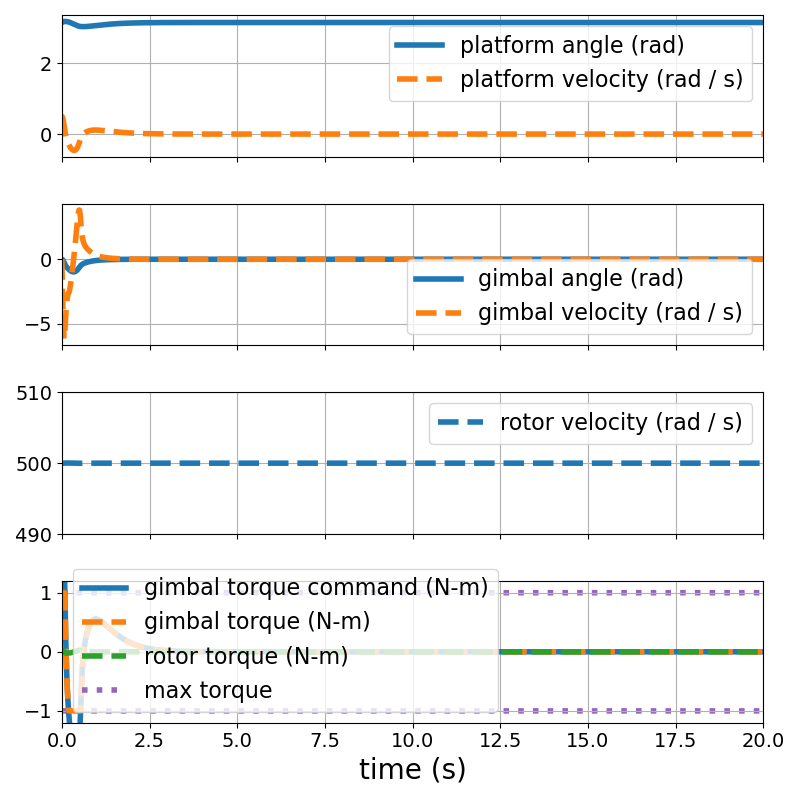 2
0
platform angle (rad)
platform velocity (rad / s)
0
−5
gimbal angle (rad)
gimbal velocity (rad / s)
510
500
490
rotor velocity (rad / s)
1
0
−1
gimbal torque command (N-m)
gimbal torque (N-m)
rotor torque (N-m)
max torque
0.0 2.5 5.0 7.5 10.0 12.5 15.0 17.5 20.0
time (s)